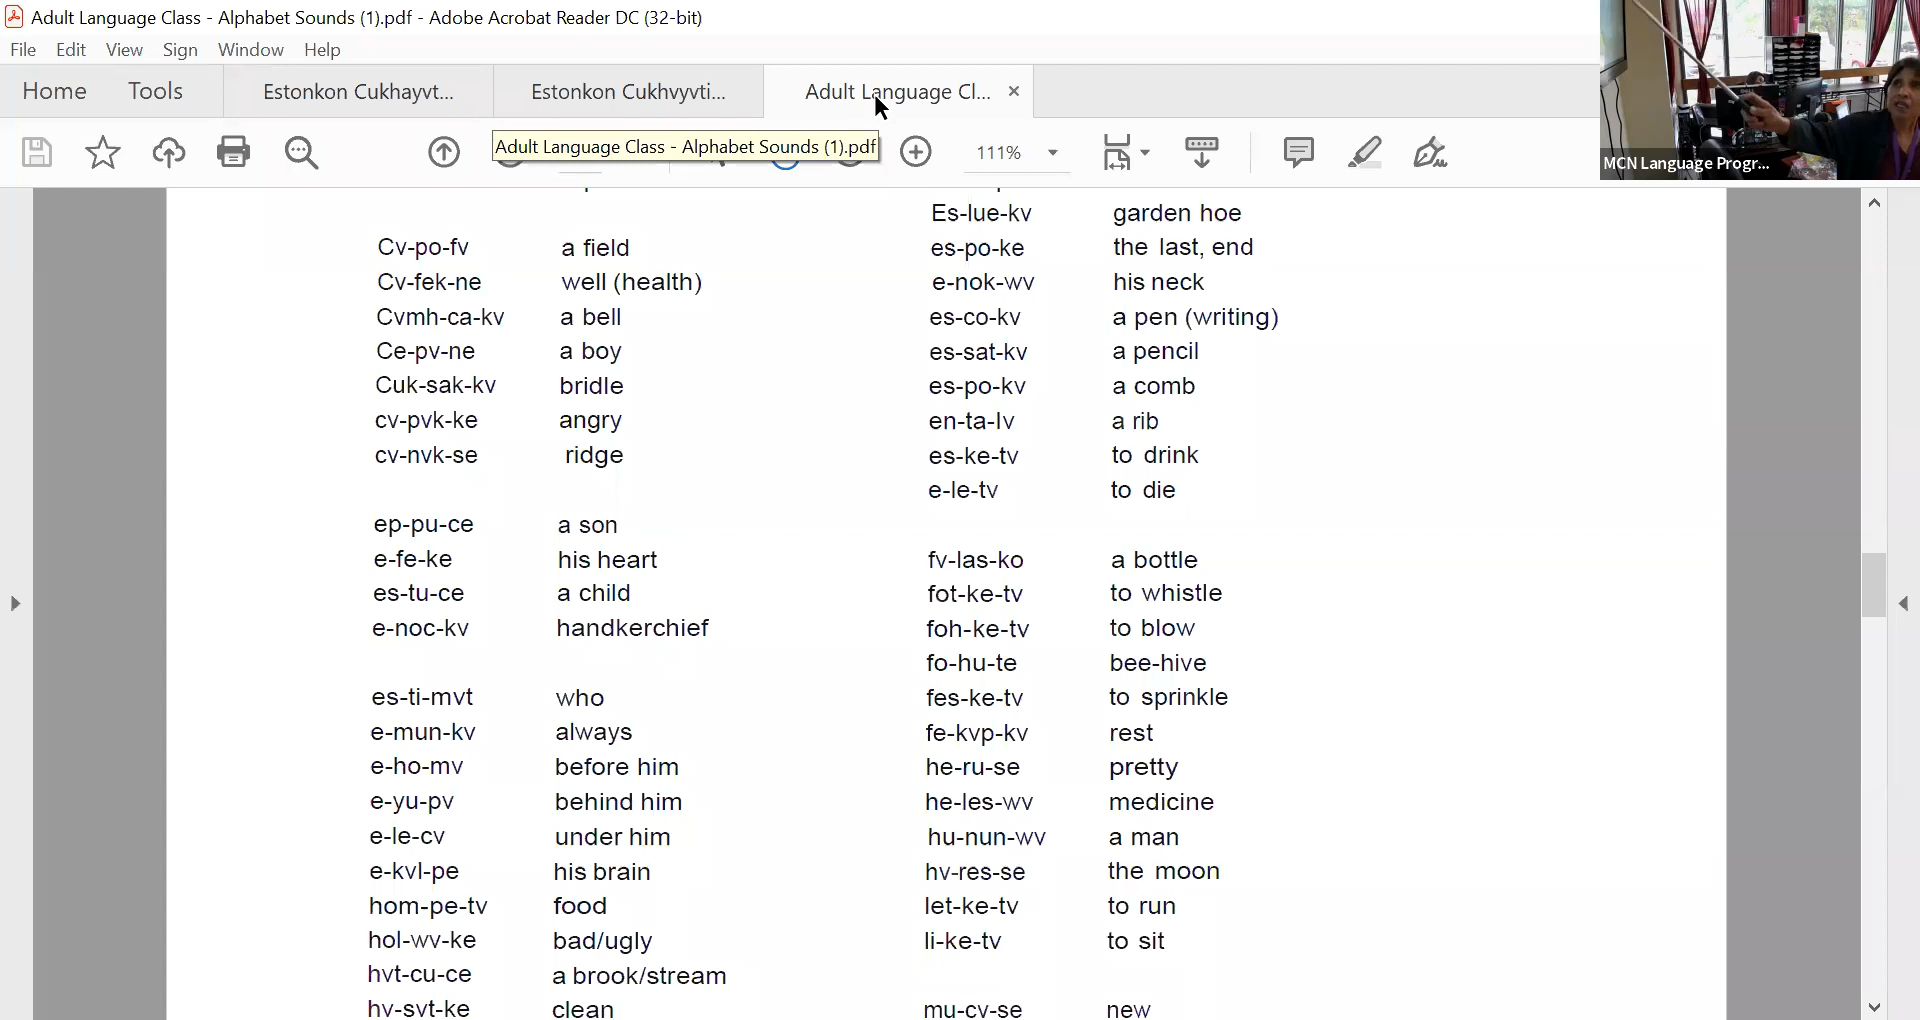 Adult Language Class - Alphabet Sounds (1).pdf - Adobe Acrobat Reader DC (32-bit)
File Edit View Sign Window Help
Home Tools Estonkon Cukhayvt... Estonkon Cukhvyvti... Adult Language Cl... ×
Adult Language Class - Alphabet Sounds (1).pdf
111%
MCN Language Progr...
Es-lue-kv garden hoe
Cv-po-fv a field es-po-ke the last, end
Cv-fek-ne well (health) e-nok-wv his neck
Cvmh-ca-kv a bell es-co-kv a pen (writing)
Ce-pv-ne a boy es-sat-kv a pencil
Cuk-sak-kv bridle es-po-kv a comb
cv-pvk-ke angry en-ta-lv a rib
cv-nvk-se ridge es-ke-tv to drink
e-le-tv to die
ep-pu-ce a son
e-fe-ke his heart fv-las-ko a bottle
es-tu-ce a child fot-ke-tv to whistle
e-noc-kv handkerchief foh-ke-tv to blow
fo-hu-te bee-hive
es-ti-mvt who fes-ke-tv to sprinkle
e-mun-kv always fe-kvp-kv rest
e-ho-mv before him he-ru-se pretty
e-yu-pv behind him he-les-wv medicine
e-le-cv under him hu-nun-wv a man
e-kvl-pe his brain hv-res-se the moon
hom-pe-tv food let-ke-tv to run
hol-wv-ke bad/ugly li-ke-tv to sit
hvt-cu-ce a brook/stream
hv-svt-ke clean mu-cv-se new